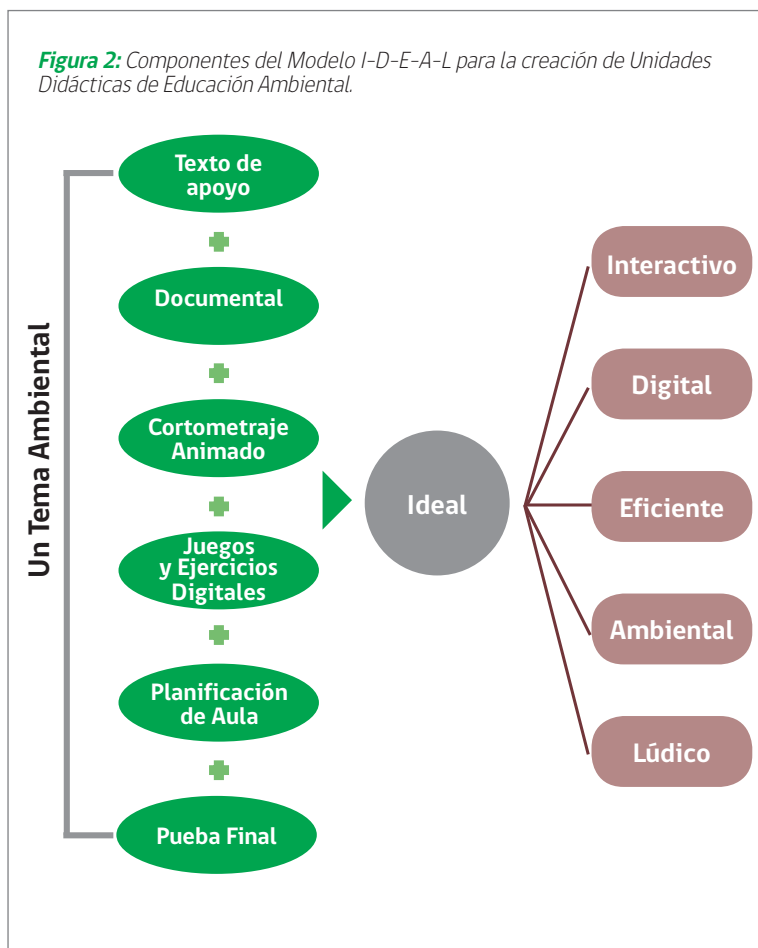 Figura 2: Componentes del Modelo I-D-E-A-L para la creación de Unidades
Didácticas de Educación Ambiental.
Un Tema Ambiental
Texto de
apoyo
Documental
Cortometraje
Animado
Juegos
y Ejercicios
Digitales
Planificación
de Aula
Pueba Final
Ideal
Interactivo
Digital
Eficiente
Ambiental
Lúdico